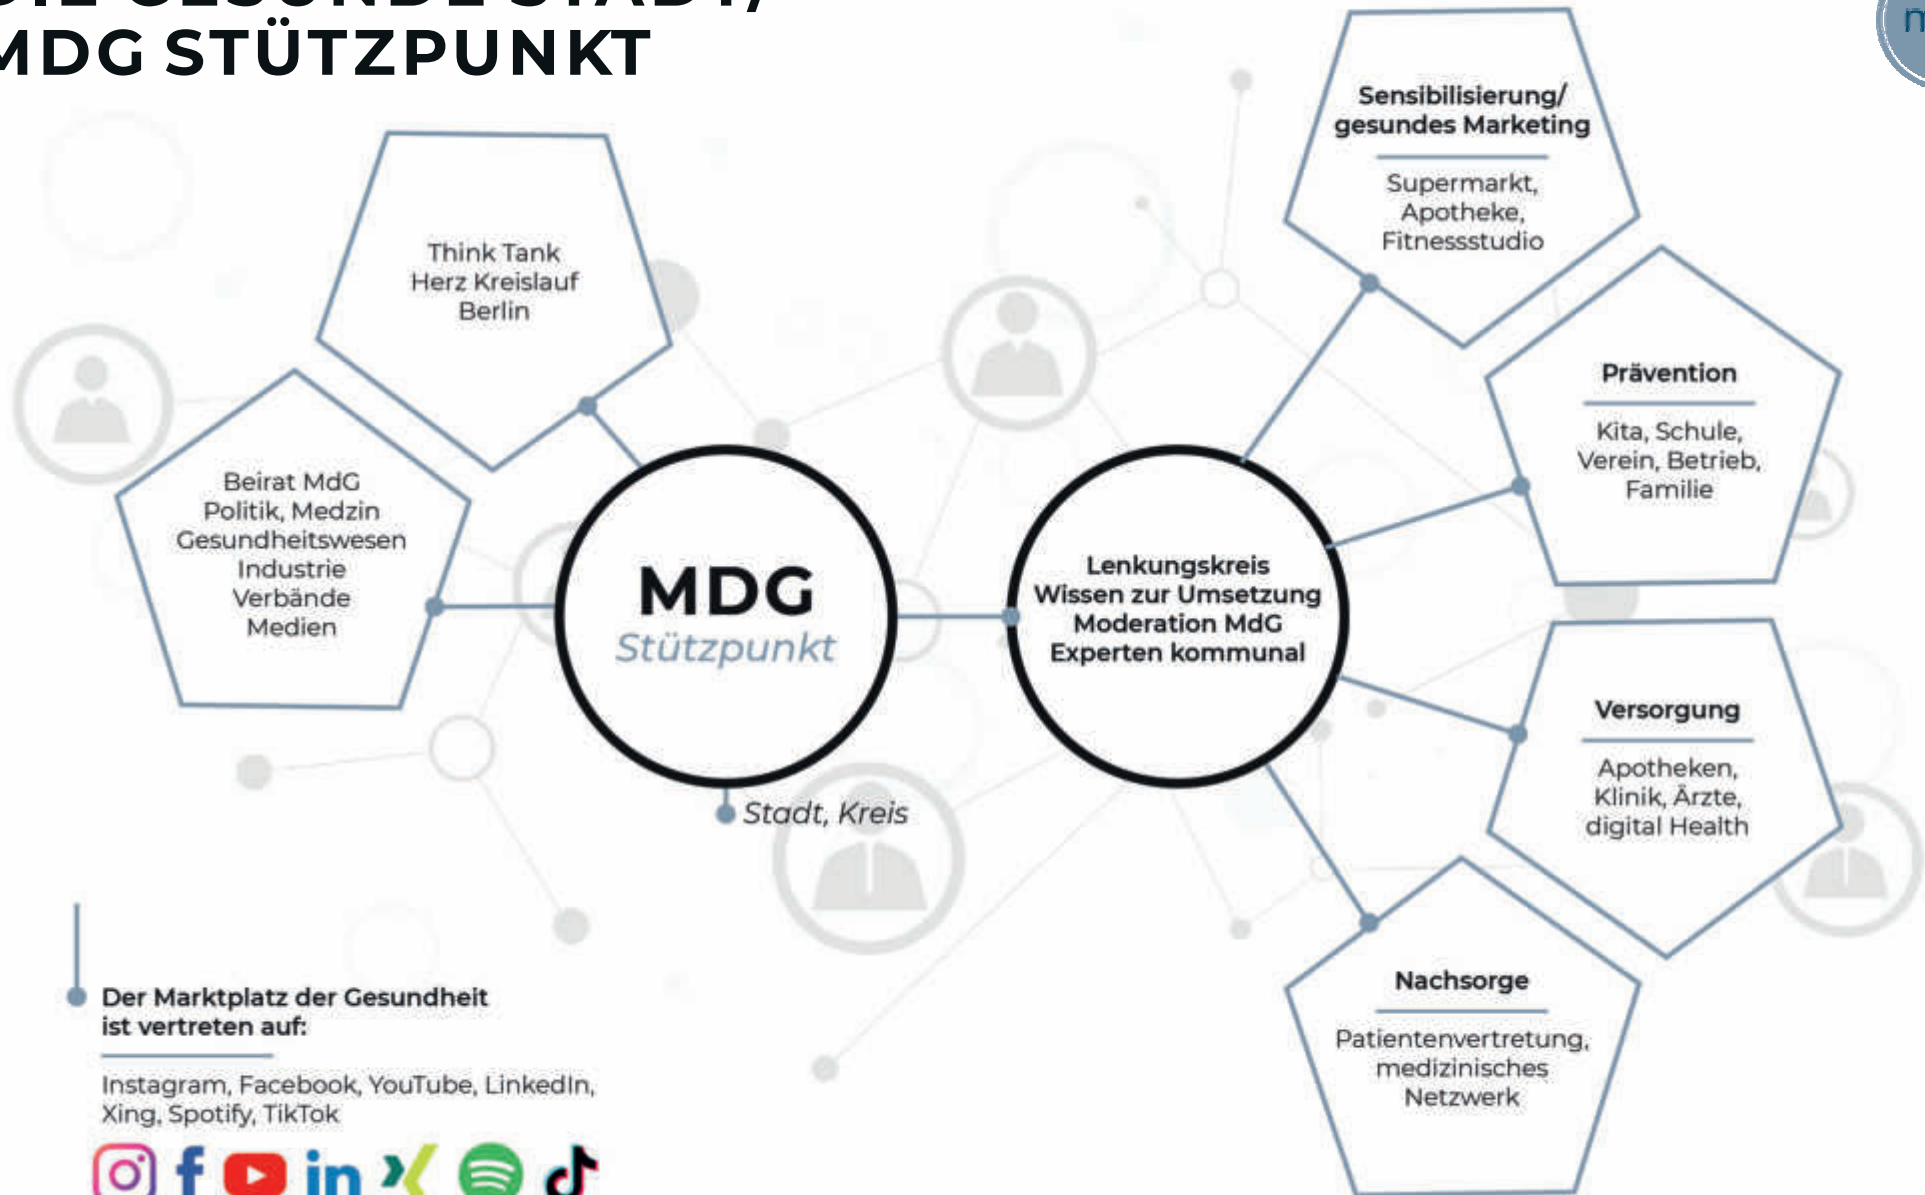 DIE GESUNDE STADT,
MDG STÜTZPUNKT
Think Tank
Herz Kreislauf
Berlin
Beirat MdG
Politik, Medzin
Gesundheitswesen
Industrie
Verbände
Medien
MDG
Stützpunkt
Stadt, Kreis
Lenkungskreis
Wissen zur Umsetzung
Moderation MdG
Experten kommunal
Sensibilisierung/
gesundes Marketing
Supermarkt,
Apotheke,
Fitnessstudio
Prävention
Kita, Schule,
Verein, Betrieb,
Familie
Versorgung
Apotheken,
Klinik, Ärzte,
digital Health
Nachsorge
Patientenvertretung,
medizinisches
Netzwerk
Der Marktplatz der Gesundheit
ist vertreten auf:
Instagram, Facebook, YouTube, LinkedIn,
Xing, Spotify, TikTok